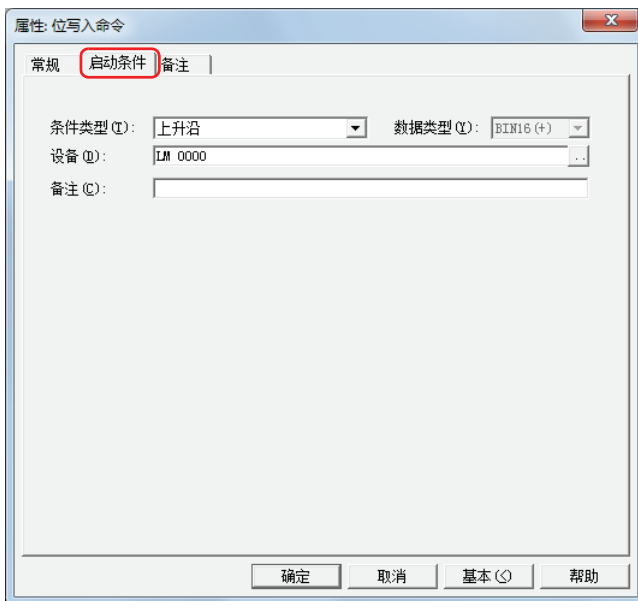 属性: 位写入命令
常规 启动条件 备注
条件类型(T): 上升沿 数据类型(Y): BIN16(+)
设备(D): LM 0000 ..
备注(C):
确定 取消 基本(<) 帮助